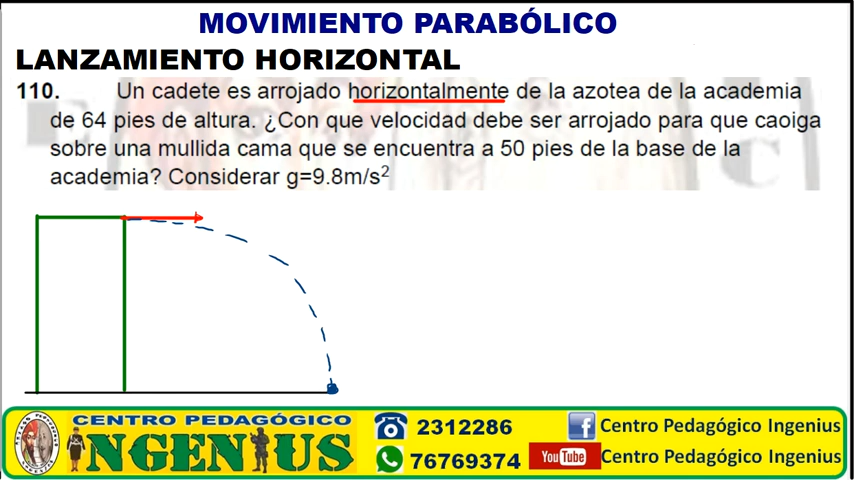 MOVIMIENTO PARABÓLICO
LANZAMIENTO HORIZONTAL
110. Un cadete es arrojado horizontalmente de la azotea de la academia
de 64 pies de altura. ¿Con que velocidad debe ser arrojado para que caoiga
sobre una mullida cama que se encuentra a 50 pies de la base de la
academia? Considerar g=9.8m/s²
CENTRO PEDAGÓGICO
INGENIUS
2312286
76769374
Centro Pedagógico Ingenius
YouTube Centro Pedagógico Ingenius